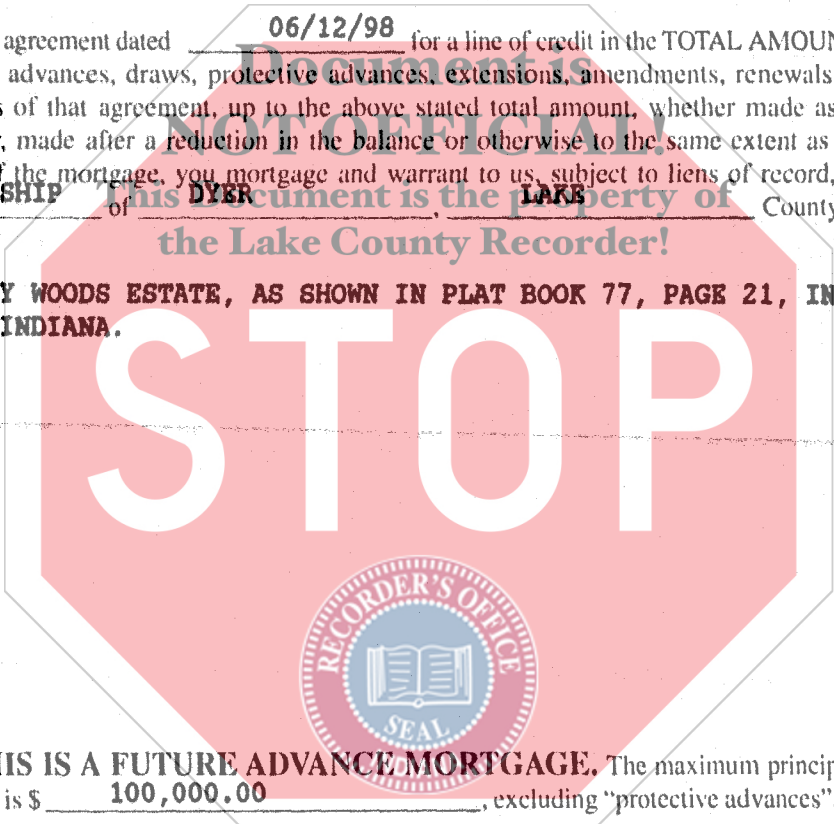 agreement dated 06/12/98 for a line of credit in the TOTAL AMOUN
Document is
advances, draws, protective advances, extensions, amendments, renewals
of that agreement, up to the above stated total amount, whether made as
NOT OFFICIAL!
made after a reduction in the balance or otherwise to the same extent as
the mortgage, you mortgage and warrant to us, subject to liens of record,
SHIP of DYER, LAKE County
This Document is the property of
the Lake County Recorder!
Y WOODS ESTATE, AS SHOWN IN PLAT BOOK 77, PAGE 21, IN
INDIANA.
STOP
RECORDER'S OFFICE
SEAL
INDIANA
HIS IS A FUTURE ADVANCE MORTGAGE. The maximum princip
is $ 100,000.00, excluding "protective advances"